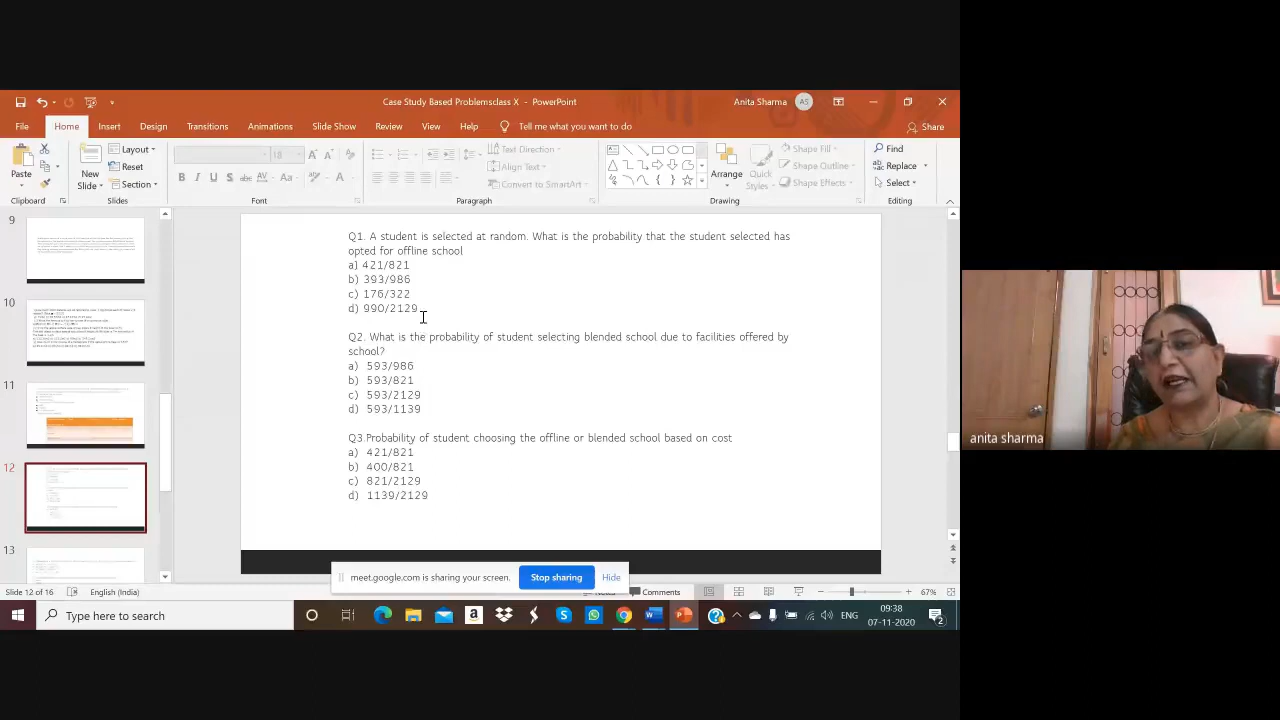 Case Study Based Problemsclass X - PowerPoint
Anita Sharma
AS
File
Home
Insert
Design
Transitions
Animations
Slide Show
Review
View
Help
Tell me what you want to do
Share
Paste
Clipboard
New
Slide
Layout
Reset
Section
Slides
18
Font
Text Direction
Align Text
Convert to SmartArt
Paragraph
Arrange
Quick
Styles
Shape Fill
Shape Outline
Shape Effects
Drawing
Find
Replace
Select
Editing
9
10
11
12
13
Q1. A student is selected at random. What is the probability that the student selected has
opted for offline school
a) 421/821
b) 393/986
c) 176/322
d) 990/2129
Q2. What is the probability of student selecting blended school due to facilities offered by
school?
a) 593/986
b) 593/821
c) 593/2129
d) 593/1139
Q3.Probability of student choosing the offline or blended school based on cost
a) 421/821
b) 400/821
c) 821/2129
d) 1139/2129
anita sharma
meet.google.com is sharing your screen.
Stop sharing
Hide
Slide 12 of 16
English (India)
Comments
67%
Type here to search
ENG
09:38
07-11-2020
2